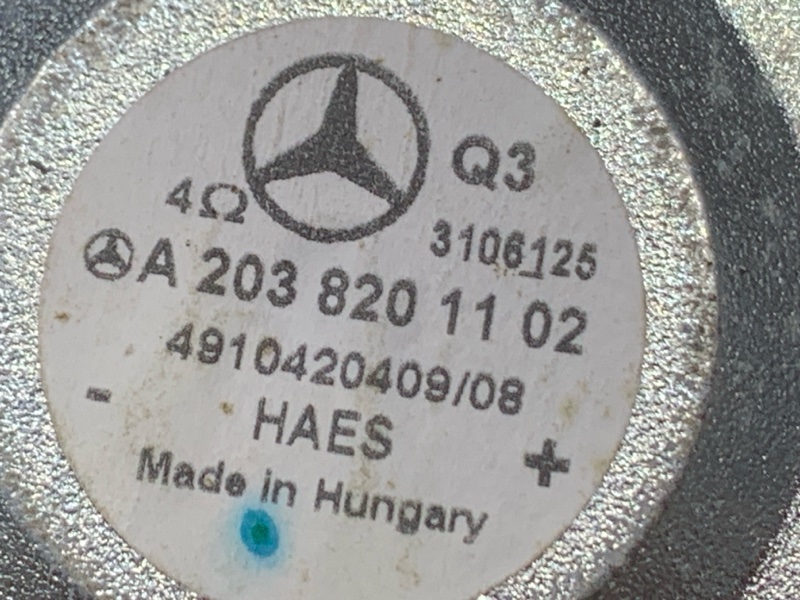 Q3
4Ω
3106125
A 203 820 11 02
4910420409/08
- HAES +
Made in Hungary